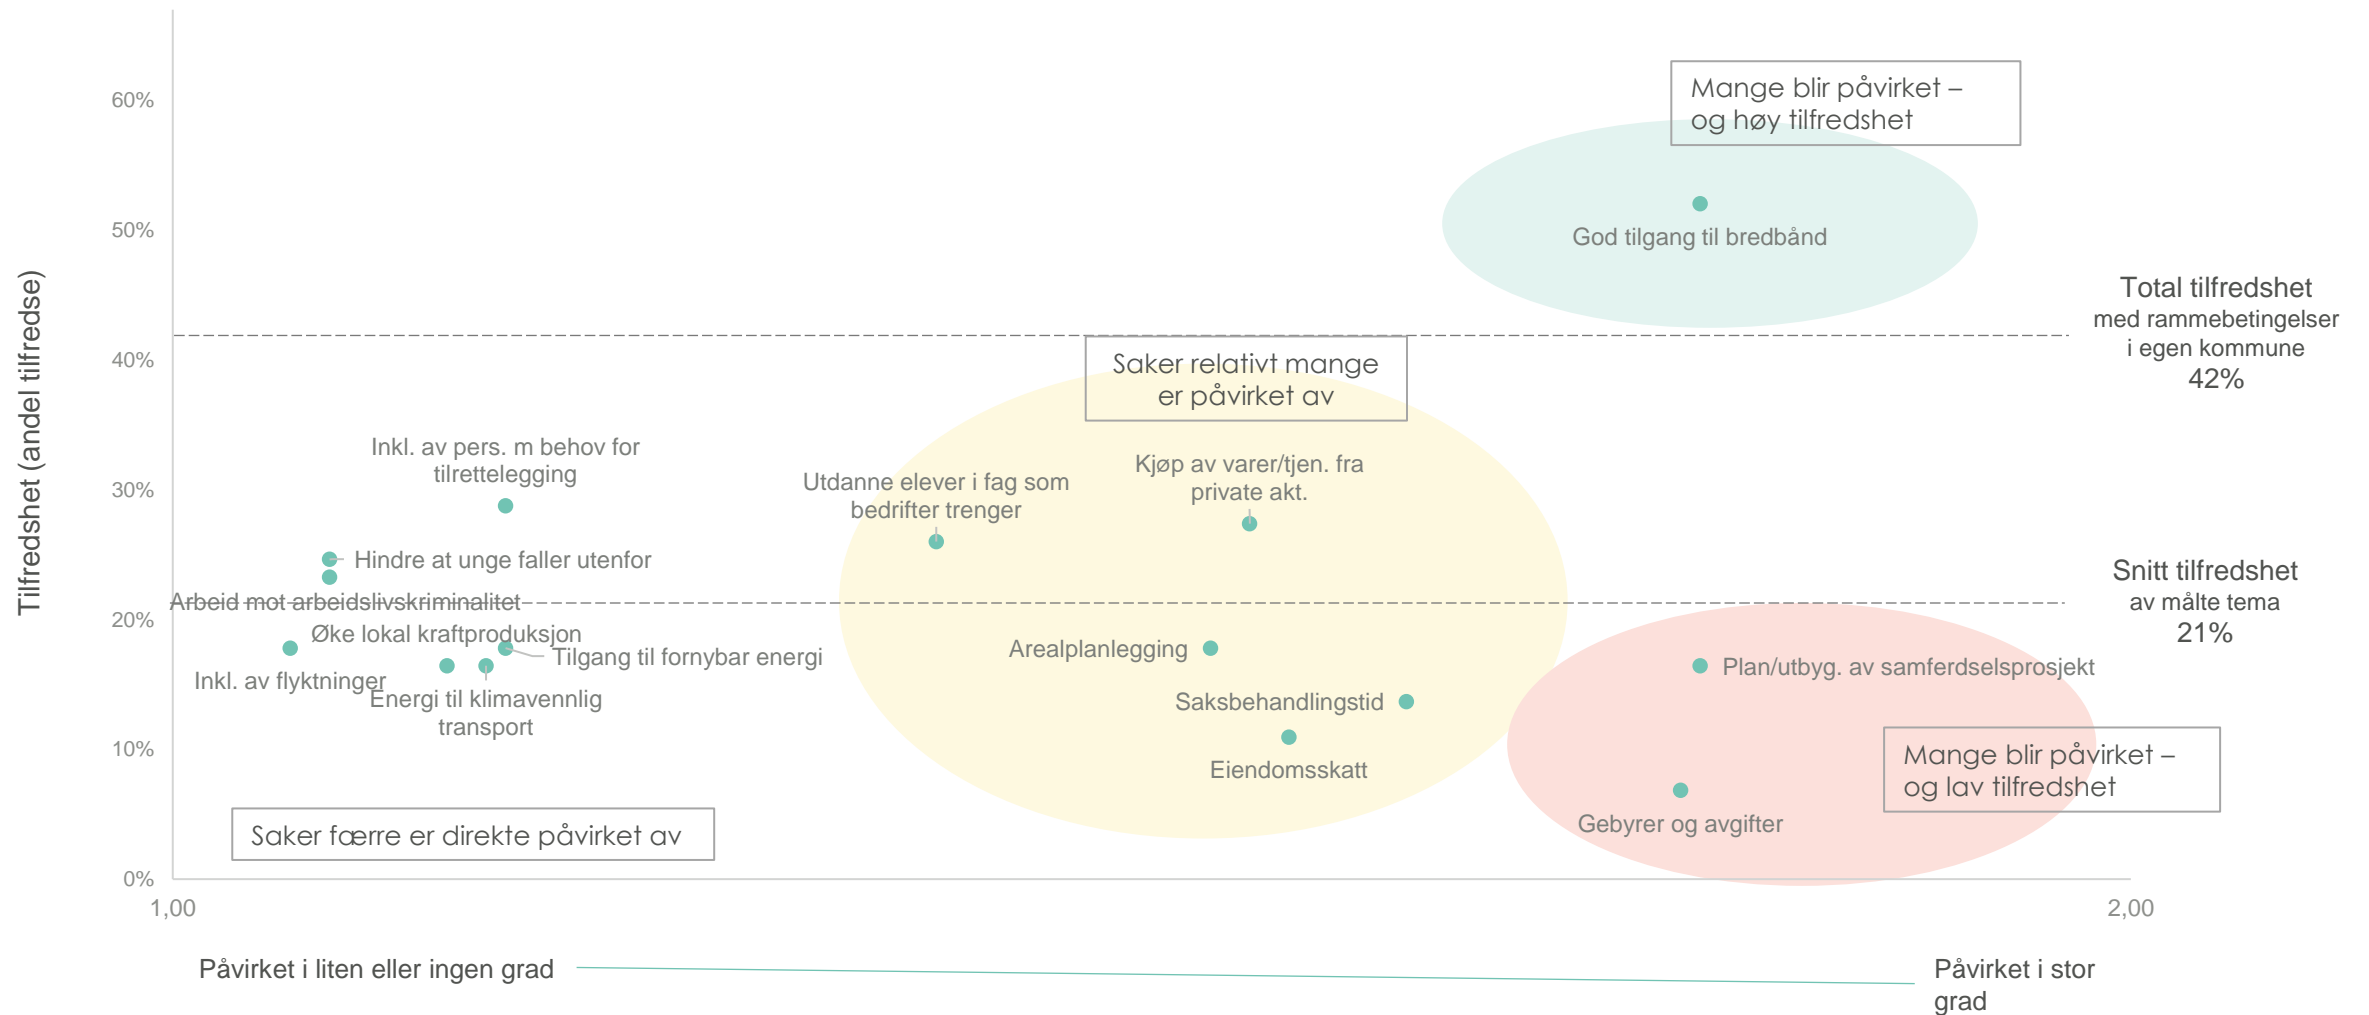 Mange blir påvirket –
og høy tilfredshet
60%
50%
40%
30%
20%
10%
0%
Tilfredshet (andel tilfredse)
God tilgang til bredbånd
Total tilfredshet
med rammebetingelser
i egen kommune
42%
Saker relativt mange
er påvirket av
Inkl. av pers. m behov for
tilrettelegging
Utdanne elever i fag som
bedrifter trenger
Kjøp av varer/tjen. fra
private akt.
Hindre at unge faller utenfor
Arbeid mot arbeidslivskriminalitet
Snitt tilfredshet
av målte tema
21%
Øke lokal kraftproduksjon
Tilgang til fornybar energi
Inkl. av flyktninger
Energi til klimavennlig
transport
Arealplanlegging
Saksbehandlingstid
Eiendomsskatt
Plan/utbyg. av samferdselsprosjekt
Mange blir påvirket –
og lav tilfredshet
Gebyrer og avgifter
Saker færre er direkte påvirket av
1,00
2,00
Påvirket i liten eller ingen grad
Påvirket i stor
grad